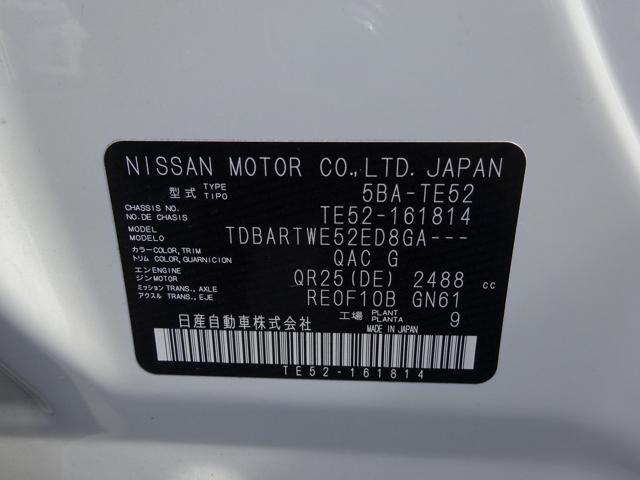 NISSAN MOTOR CO.,LTD. JAPAN
型式 TYPE TIPO 5BA-TE52
CHASSIS NO. NO.DE CHASIS TE52-161814
MODEL MODELO TDBARTWE52ED8GA---
カラー COLOR, TRIM トリム COLOR, GUARNICION QAC G
エンジン ENGINE MOTOR QR25(DE) 2488 cc
ミッション TRANS., AXLE アクスル TRANS., EJE RE0F10B GN61
工場 PLANT PLANTA 9
日産自動車株式会社 MADE IN JAPAN
TE52-161814